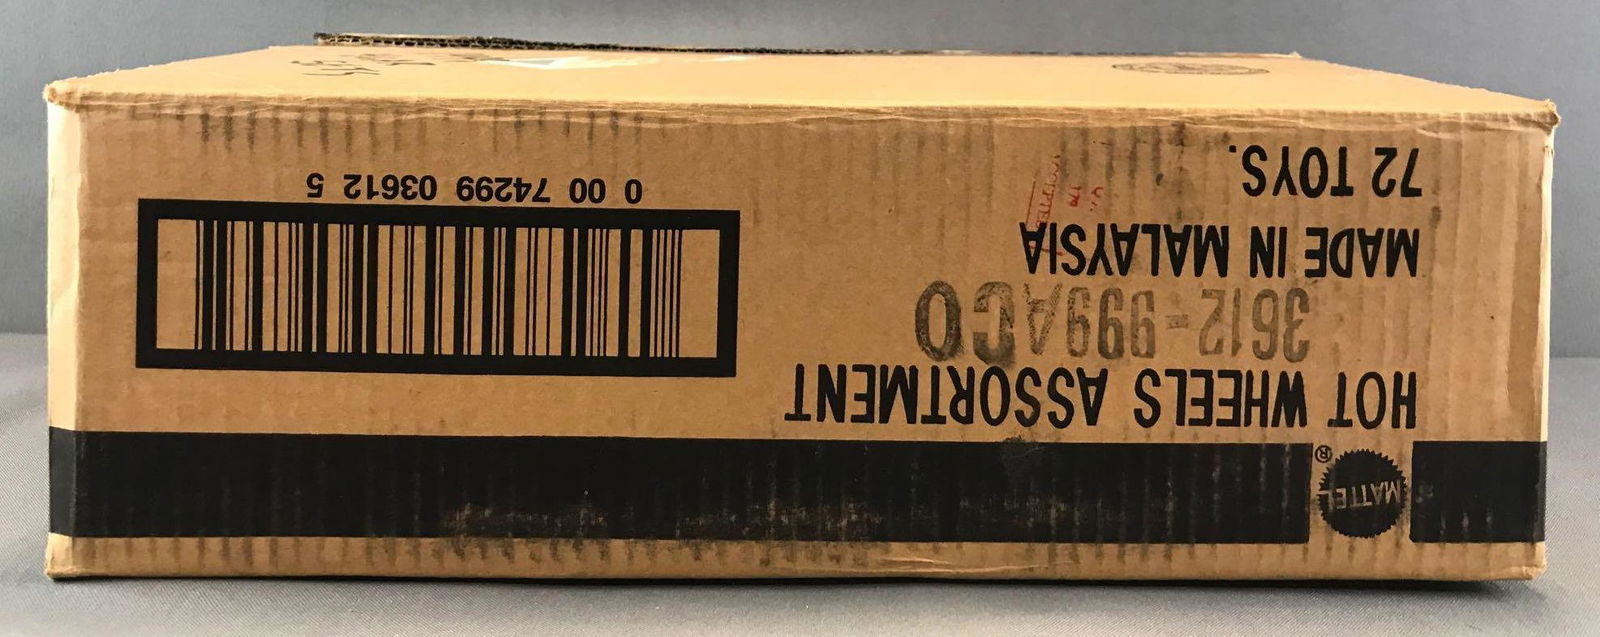 MATTEL ®
HOT WHEELS ASSORTMENT
3612-999ACO
MADE IN MALAYSIA
72 TOYS.
0 00 74299 03612 5